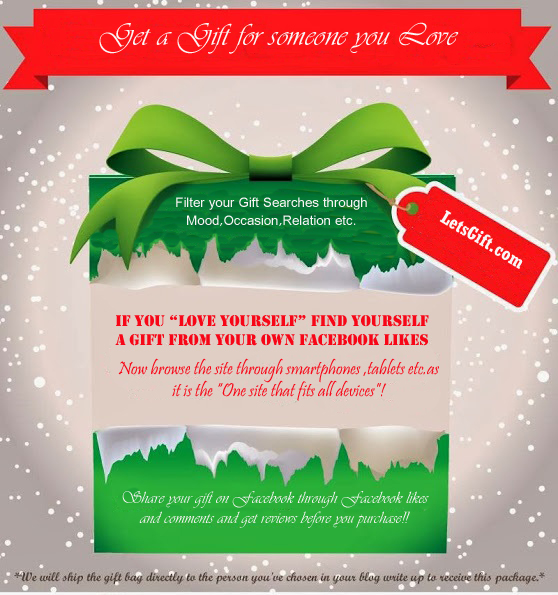 Get a Gift for someone you Love
Filter your Gift Searches through
Mood,Occasion,Relation etc.
LetsGift.com
IF YOU “LOVE YOURSELF” FIND YOURSELF
A GIFT FROM YOUR OWN FACEBOOK LIKES
Now browse the site through smartphones ,tablets etc.as
it is the "One site that fits all devices"!
Share your gift on Facebook through Facebook likes
and comments and get reviews before you purchase!!
*We will ship the gift bag directly to the person you've chosen in your blog write up to receive this package.*